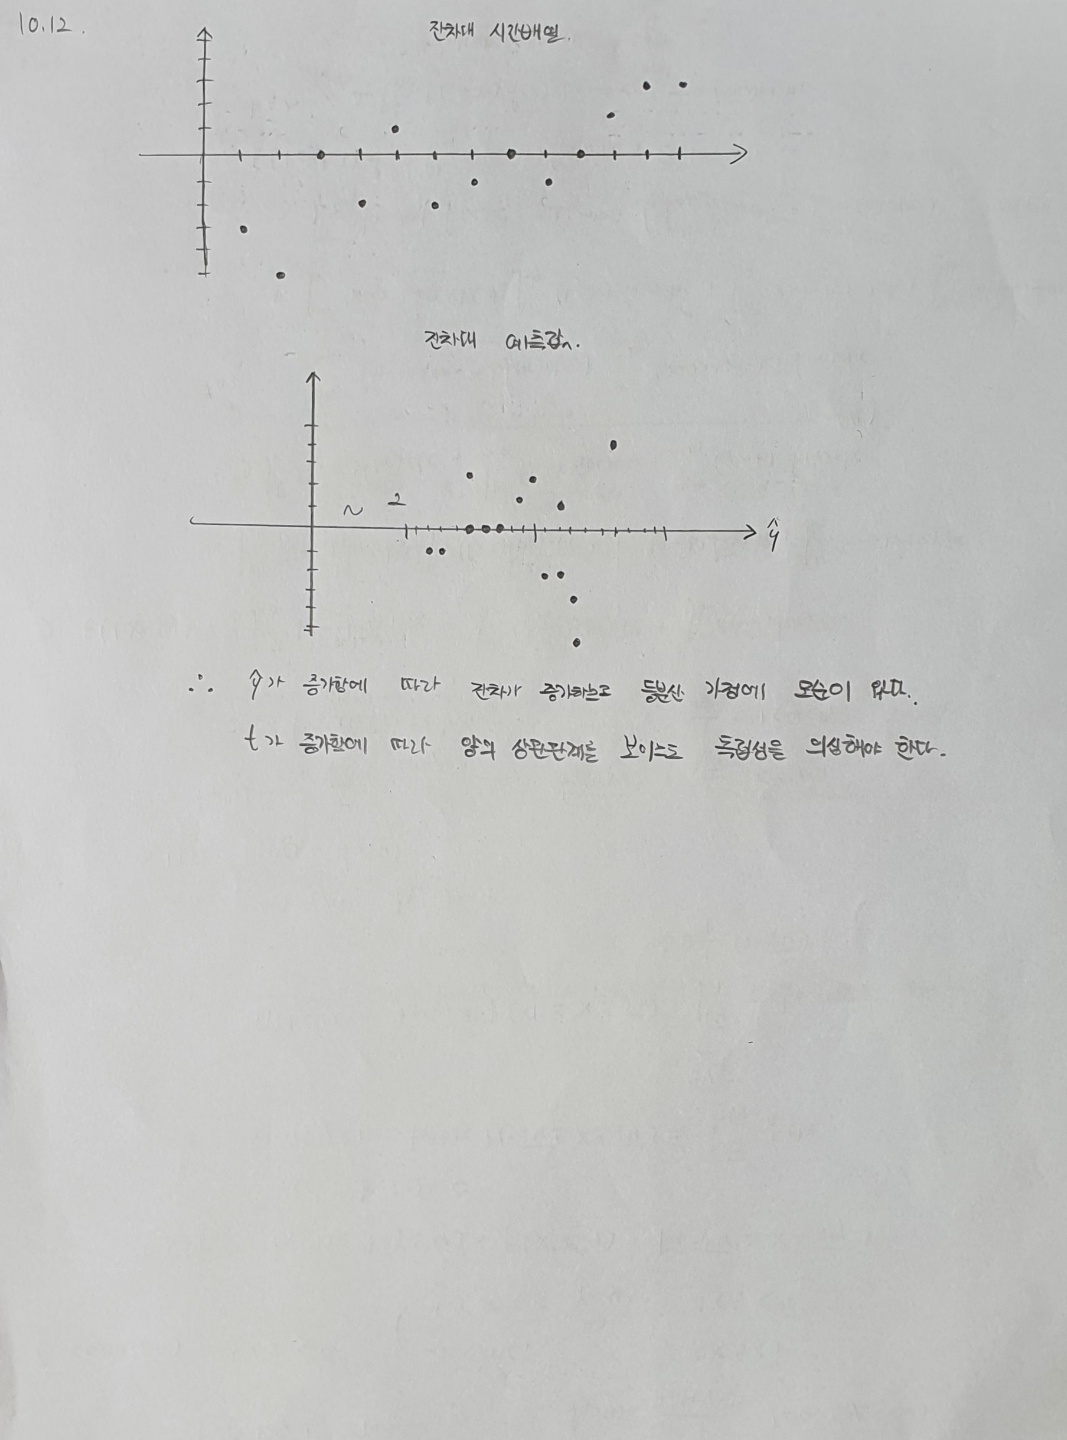 10.12.
잔차대 시간배열.
잔차대 예측값.
~ 2
ŷ
∴ ŷ가 증가함에 따라 잔차가 증가하므로 등분산 가정에 모순이 있다.
t가 증가함에 따라 양의 상관관계를 보이므로 독립성을 의심해야 한다.